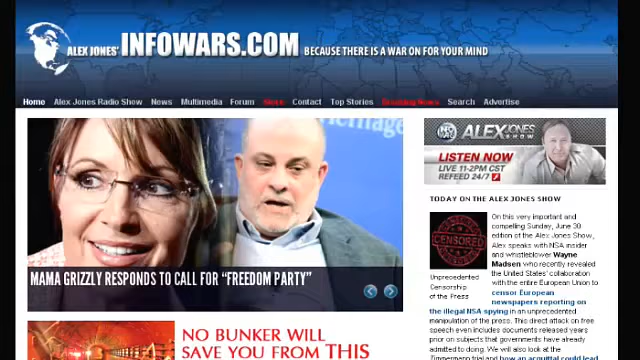 ALEX JONES' INFOWARS.COM BECAUSE THERE IS A WAR ON FOR YOUR MIND
Home Alex Jones Radio Show News Multimedia Forum Store Contact Top Stories Breaking News Search Advertise
MAMA GRIZZLY RESPONDS TO CALL FOR “FREEDOM PARTY”
NO BUNKER WILL
SAVE YOU FROM THIS
ALEX JONES
SHOW
LISTEN NOW
LIVE 11-2PM CST
REFEED 24/7
TODAY ON THE ALEX JONES SHOW
CENSORED
Unprecedented
Censorship
of the Press
On this very important and
compelling Sunday, June 30
edition of the Alex Jones Show,
Alex speaks with NSA insider
and whistleblower Wayne
Madsen who recently revealed
the United States' collaboration
with the entire European Union to
censor European
newspapers reporting on
the illegal NSA spying in an unprecedented
manipulation of the press. This direct attack on free
speech even includes documents released years
prior on subjects that governments have already
admitted to doing. We will also look at the
Zimmermann trial and how an acquittal could lead